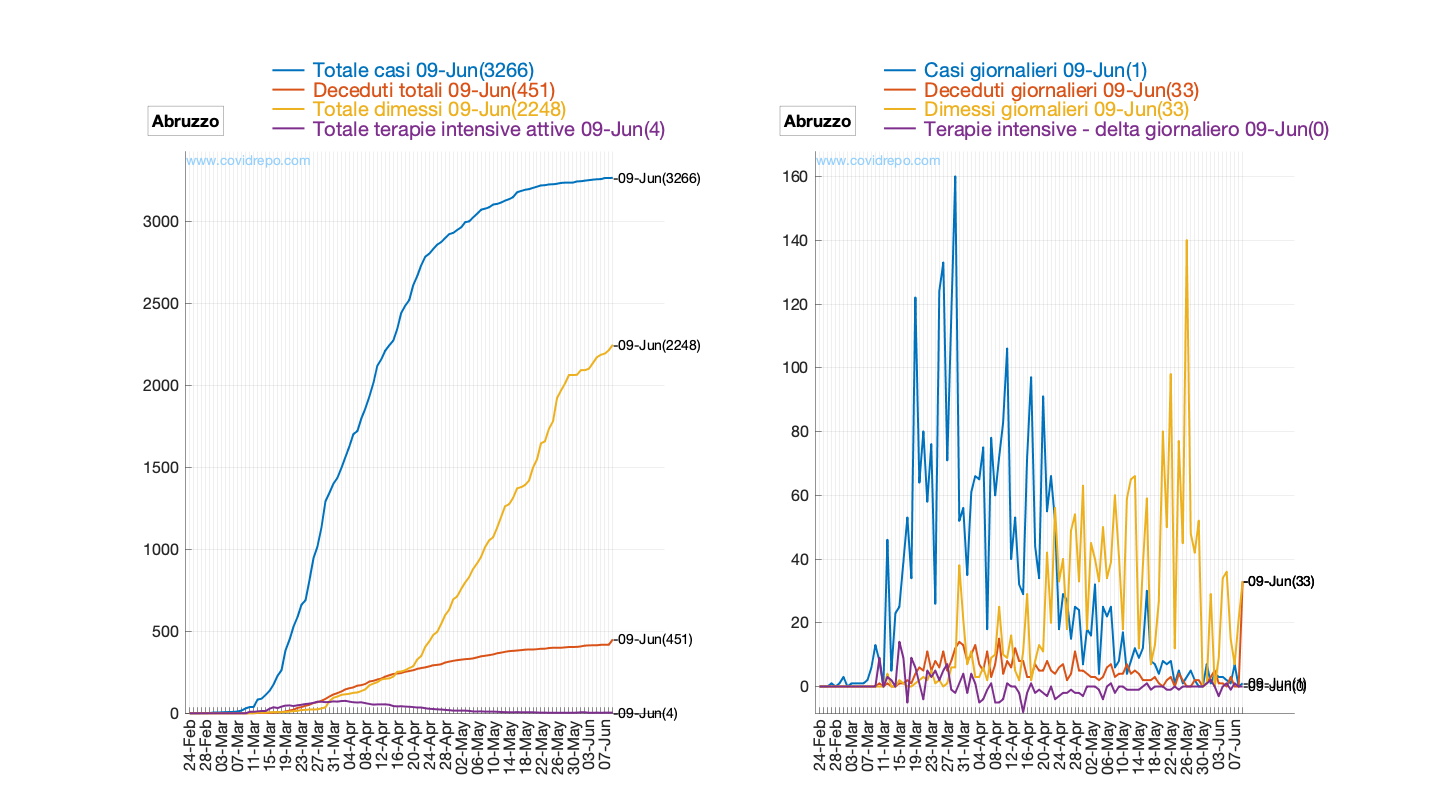 Totale casi 09-Jun(3266)
Deceduti totali 09-Jun(451)
Totale dimessi 09-Jun(2248)
Totale terapie intensive attive 09-Jun(4)
Abruzzo
www.covidrepo.com
3000
2500
2000
1500
1000
500
0
-09-Jun(3266)
-09-Jun(2248)
-09-Jun(451)
-09-Jun(4)
24-Feb
28-Feb
03-Mar
07-Mar
11-Mar
15-Mar
19-Mar
23-Mar
27-Mar
31-Mar
04-Apr
08-Apr
12-Apr
16-Apr
20-Apr
24-Apr
28-Apr
02-May
06-May
10-May
14-May
18-May
22-May
26-May
30-May
03-Jun
07-Jun
Casi giornalieri 09-Jun(1)
Deceduti giornalieri 09-Jun(33)
Dimessi giornalieri 09-Jun(33)
Terapie intensive - delta giornaliero 09-Jun(0)
Abruzzo
www.covidrepo.com
160
140
120
100
80
60
40
20
0
-09-Jun(33)
-09-Jun(1)
-09-Jun(0)
24-Feb
28-Feb
03-Mar
07-Mar
11-Mar
15-Mar
19-Mar
23-Mar
27-Mar
31-Mar
04-Apr
08-Apr
12-Apr
16-Apr
20-Apr
24-Apr
28-Apr
02-May
06-May
10-May
14-May
18-May
22-May
26-May
30-May
03-Jun
07-Jun